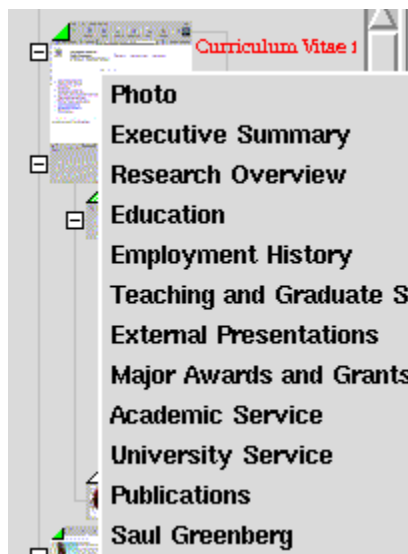 Curriculum Vitae
Photo
Executive Summary
Research Overview
Education
Employment History
Teaching and Graduate S
External Presentations
Major Awards and Grants
Academic Service
University Service
Publications
Saul Greenberg